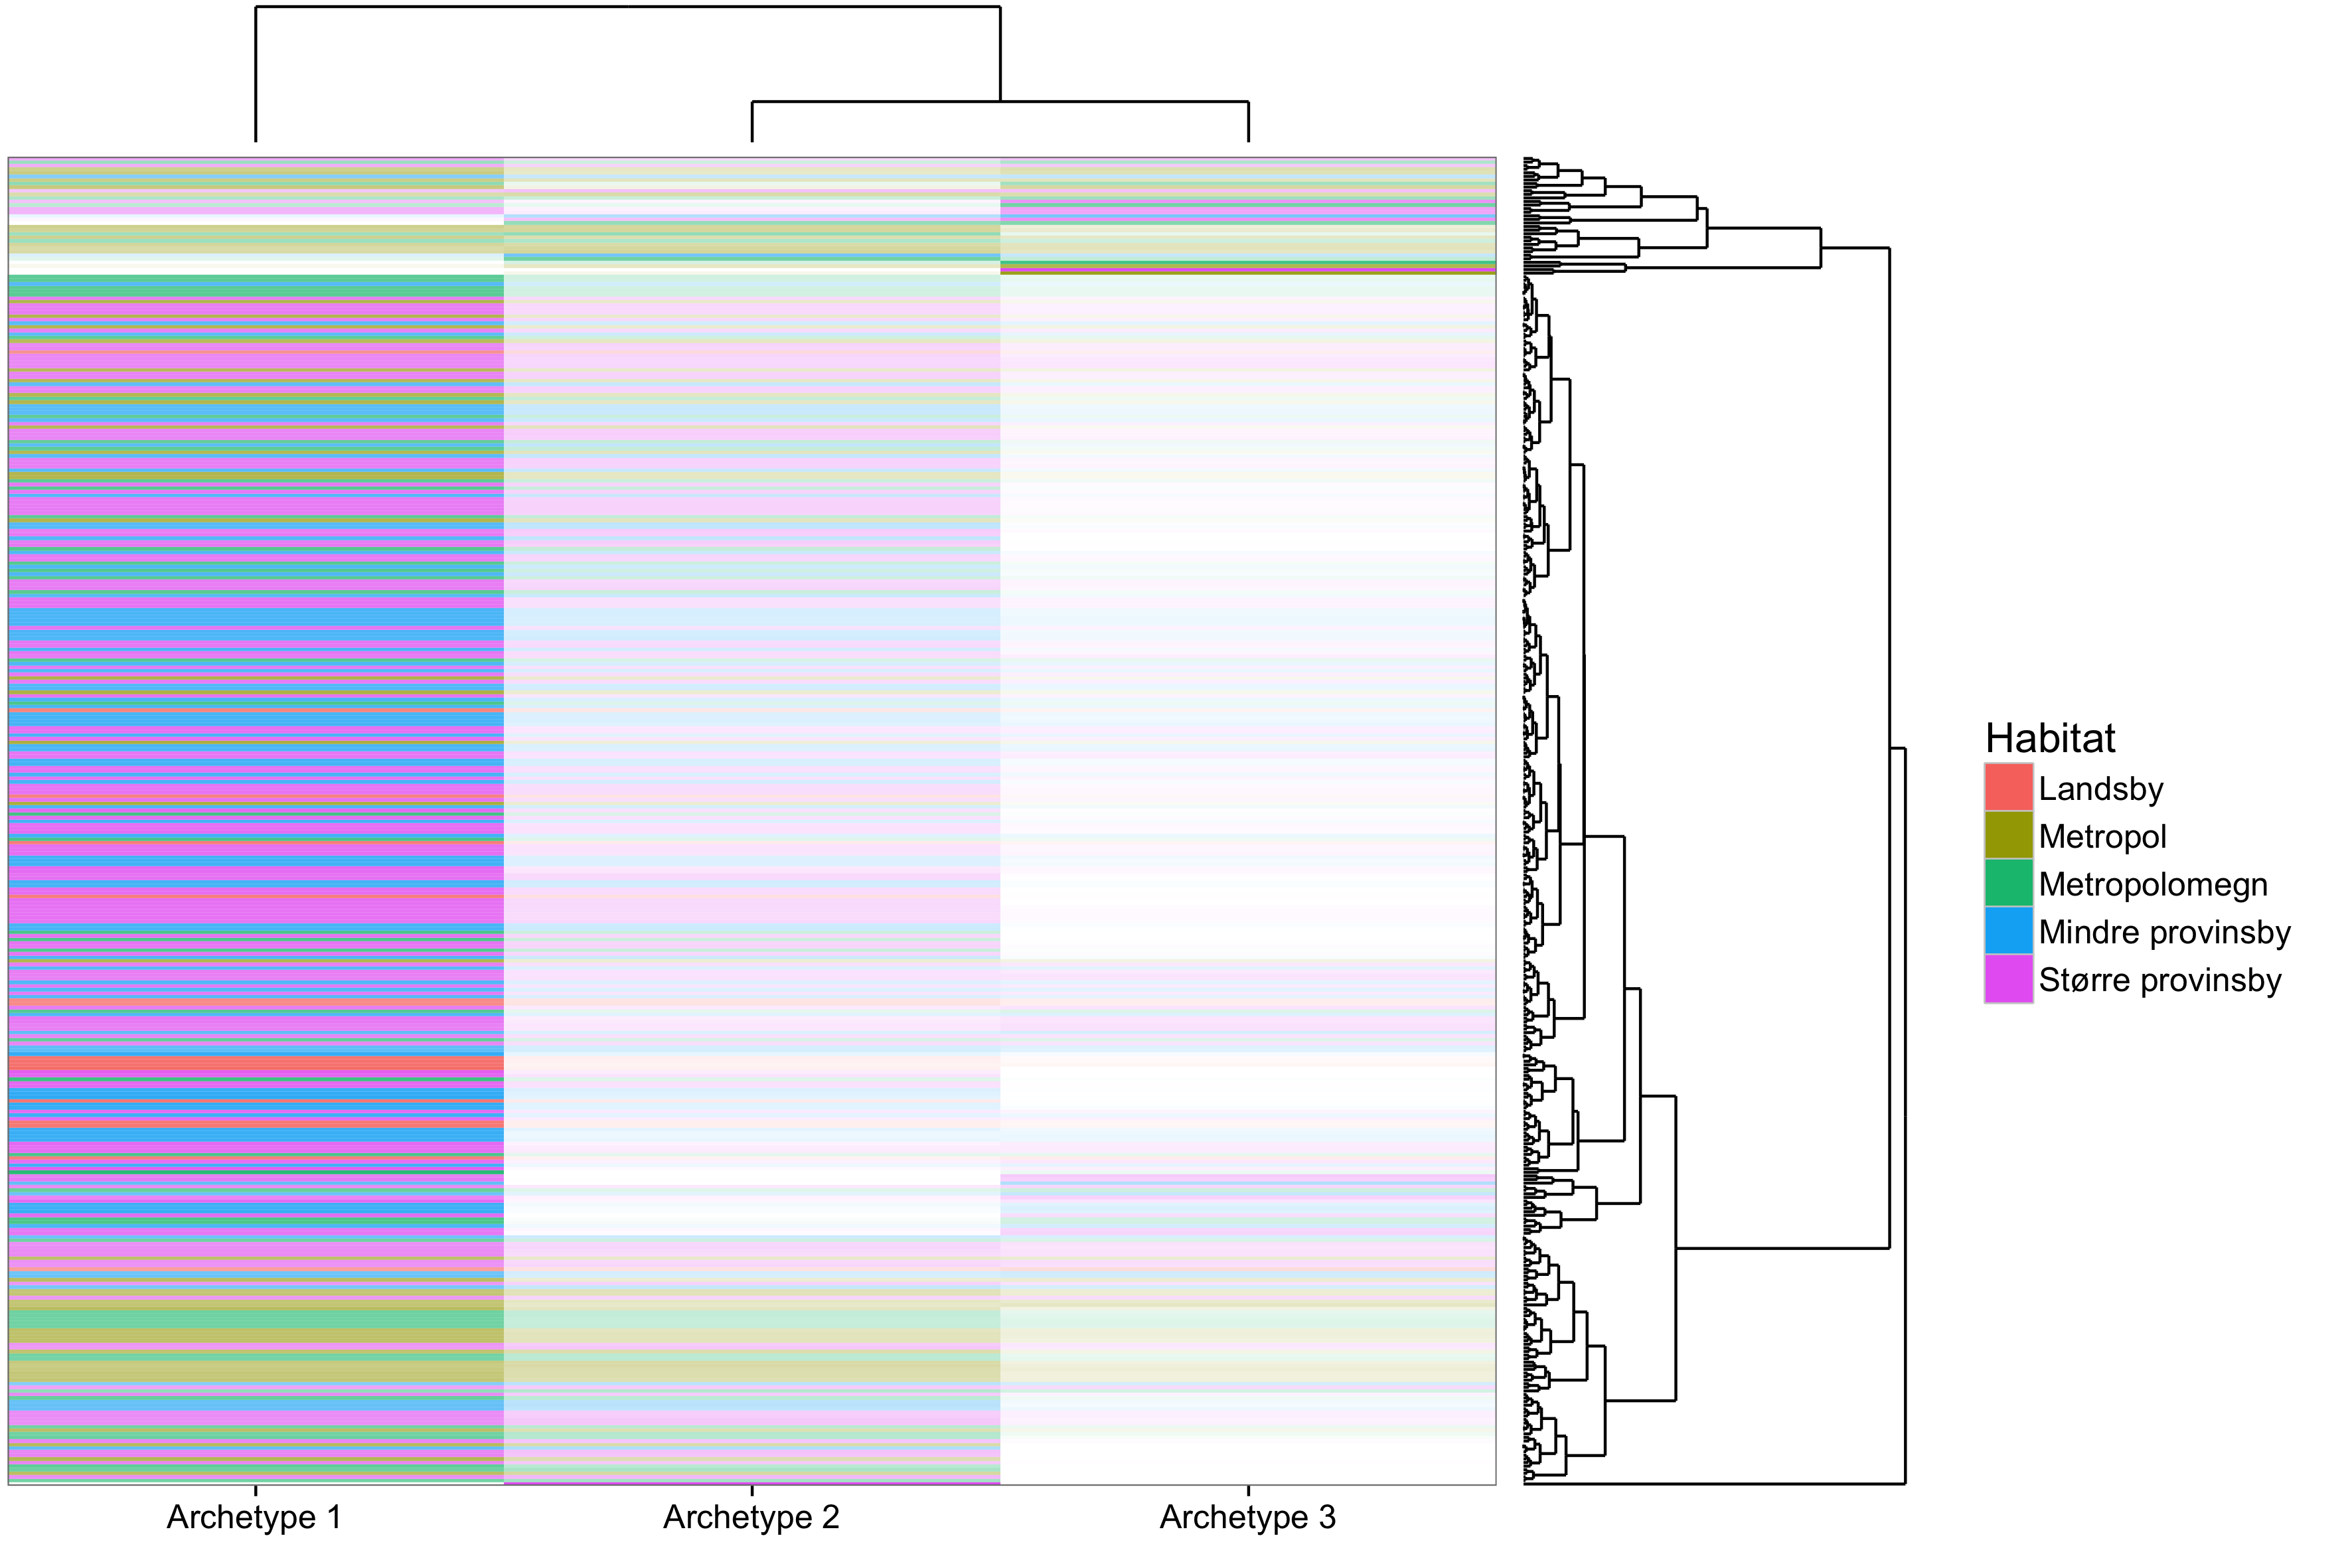 Habitat
Landsby
Metropol
Metropolomegn
Mindre provinsby
Større provinsby
Archetype 1
Archetype 2
Archetype 3